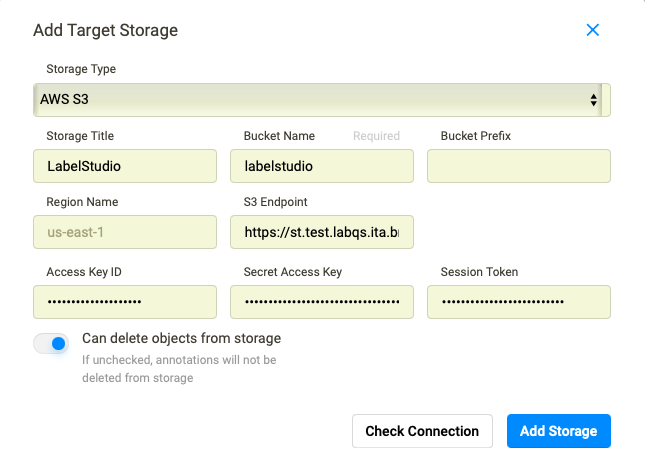 Add Target Storage
Storage Type
AWS S3
Storage Title
Bucket Name
Required
Bucket Prefix
LabelStudio
labelstudio
Region Name
S3 Endpoint
us-east-1
https://st.test.labqs.ita.b
Access Key ID
Secret Access Key
Session Token
••••••••••••••••••••
••••••••••••••••••••••••••••••••
•••••••••••••••••••••••••
Can delete objects from storage
If unchecked, annotations will not be
deleted from storage
Check Connection
Add Storage